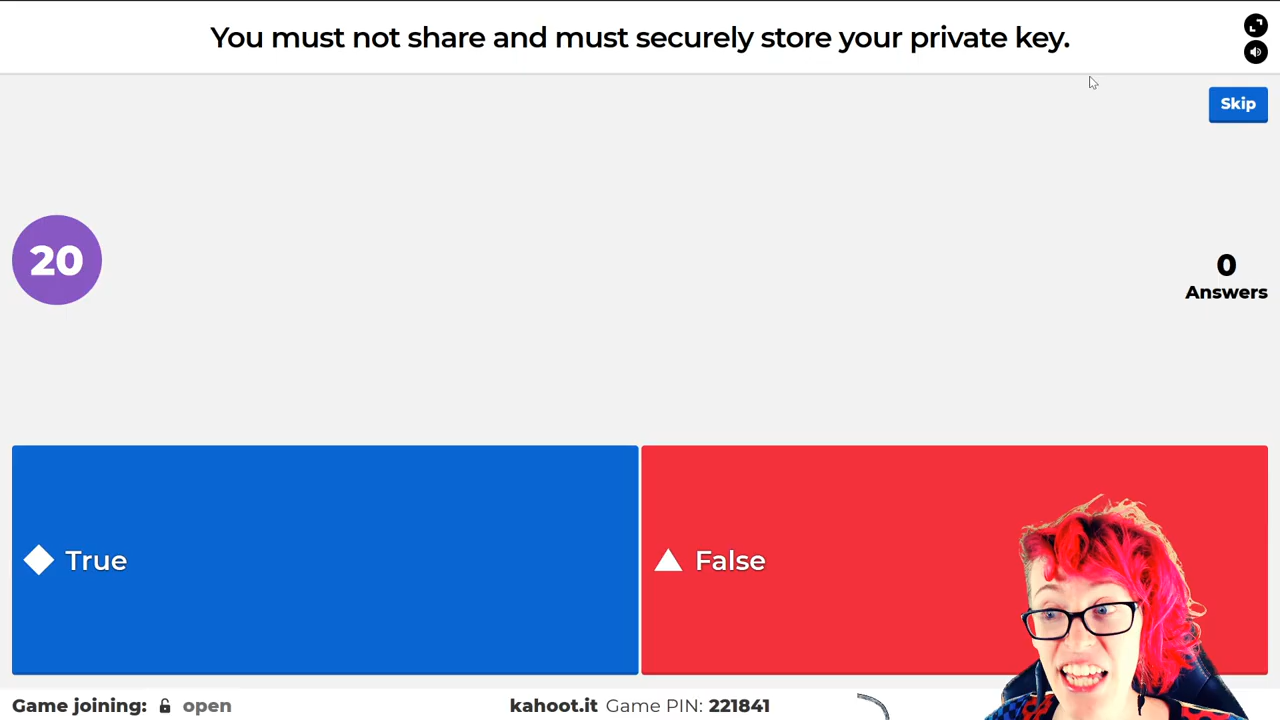 You must not share and must securely store your private key.
Skip
20
0
Answers
True
False
Game joining: open
kahoot.it Game PIN: 221841